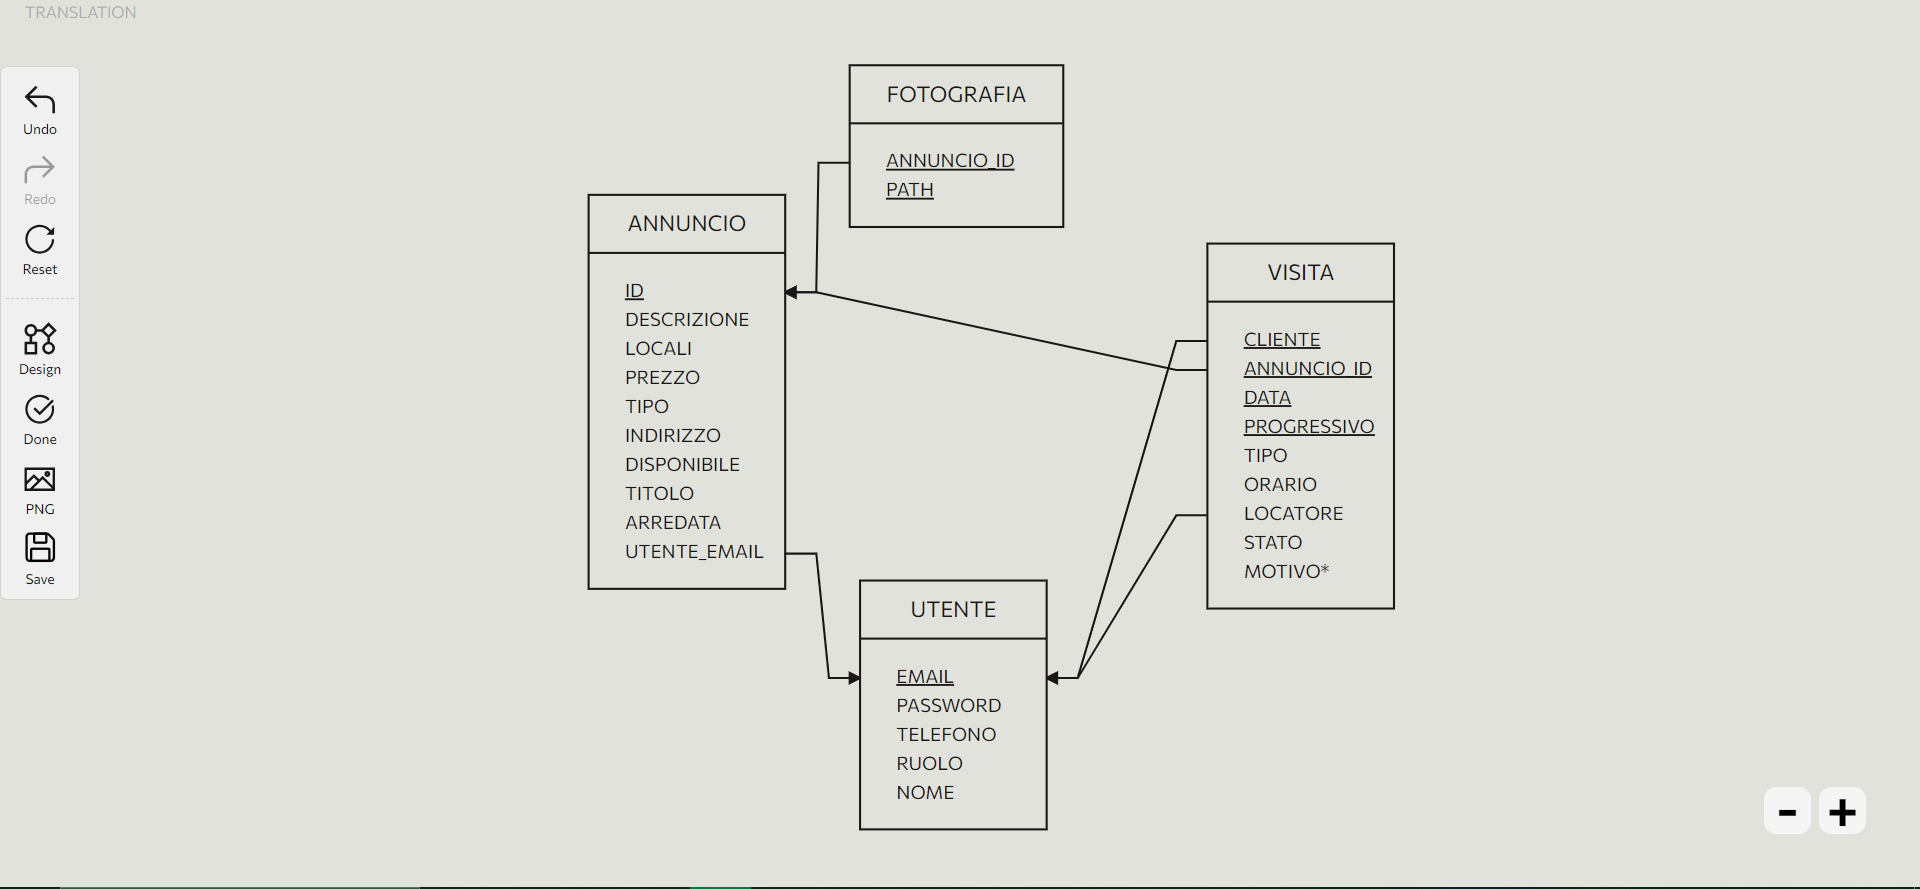 TRANSLATION
Undo
Redo
Reset
Design
Done
PNG
Save
FOTOGRAFIA
ANNUNCIO_ID
PATH
ANNUNCIO
ID
DESCRIZIONE
LOCALI
PREZZO
TIPO
INDIRIZZO
DISPONIBILE
TITOLO
ARREDATA
UTENTE_EMAIL
VISITA
CLIENTE
ANNUNCIO_ID
DATA
PROGRESSIVO
TIPO
ORARIO
LOCATORE
STATO
MOTIVO*
UTENTE
EMAIL
PASSWORD
TELEFONO
RUOLO
NOME
- +